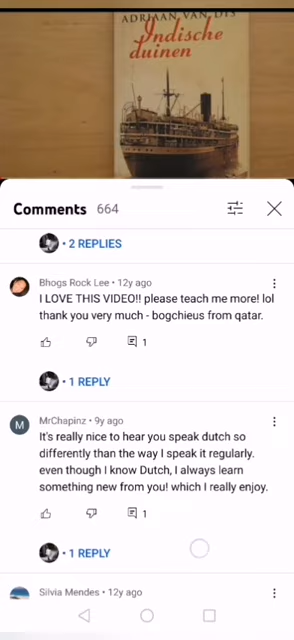 ADRIAAN VAN DIS
Indische
duinen
Comments 664
• 2 REPLIES
Bhogs Rock Lee • 12y ago
I LOVE THIS VIDEO!! please teach me more! lol
thank you very much - bogchieus from qatar.
1
• 1 REPLY
M
MrChapinz • 9y ago
It's really nice to hear you speak dutch so
differently than the way I speak it regularly.
even though I know Dutch, I always learn
something new from you! which I really enjoy.
1
• 1 REPLY
Silvia Mendes • 12y ago